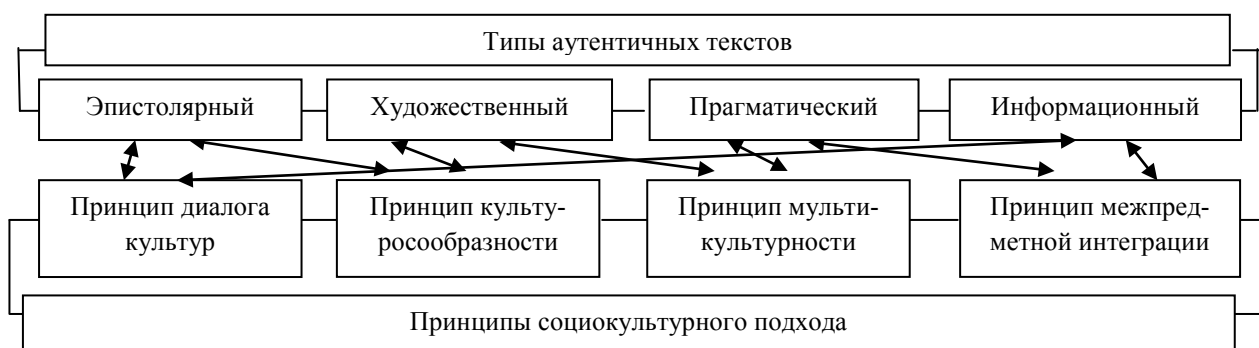 Типы аутентичных текстов
Эпистолярный
Художественный
Прагматический
Информационный
Принцип диалога
культур
Принцип культу-
росообразности
Принцип мульти-
культурности
Принцип межпред-
метной интеграции
Принципы социокультурного подхода